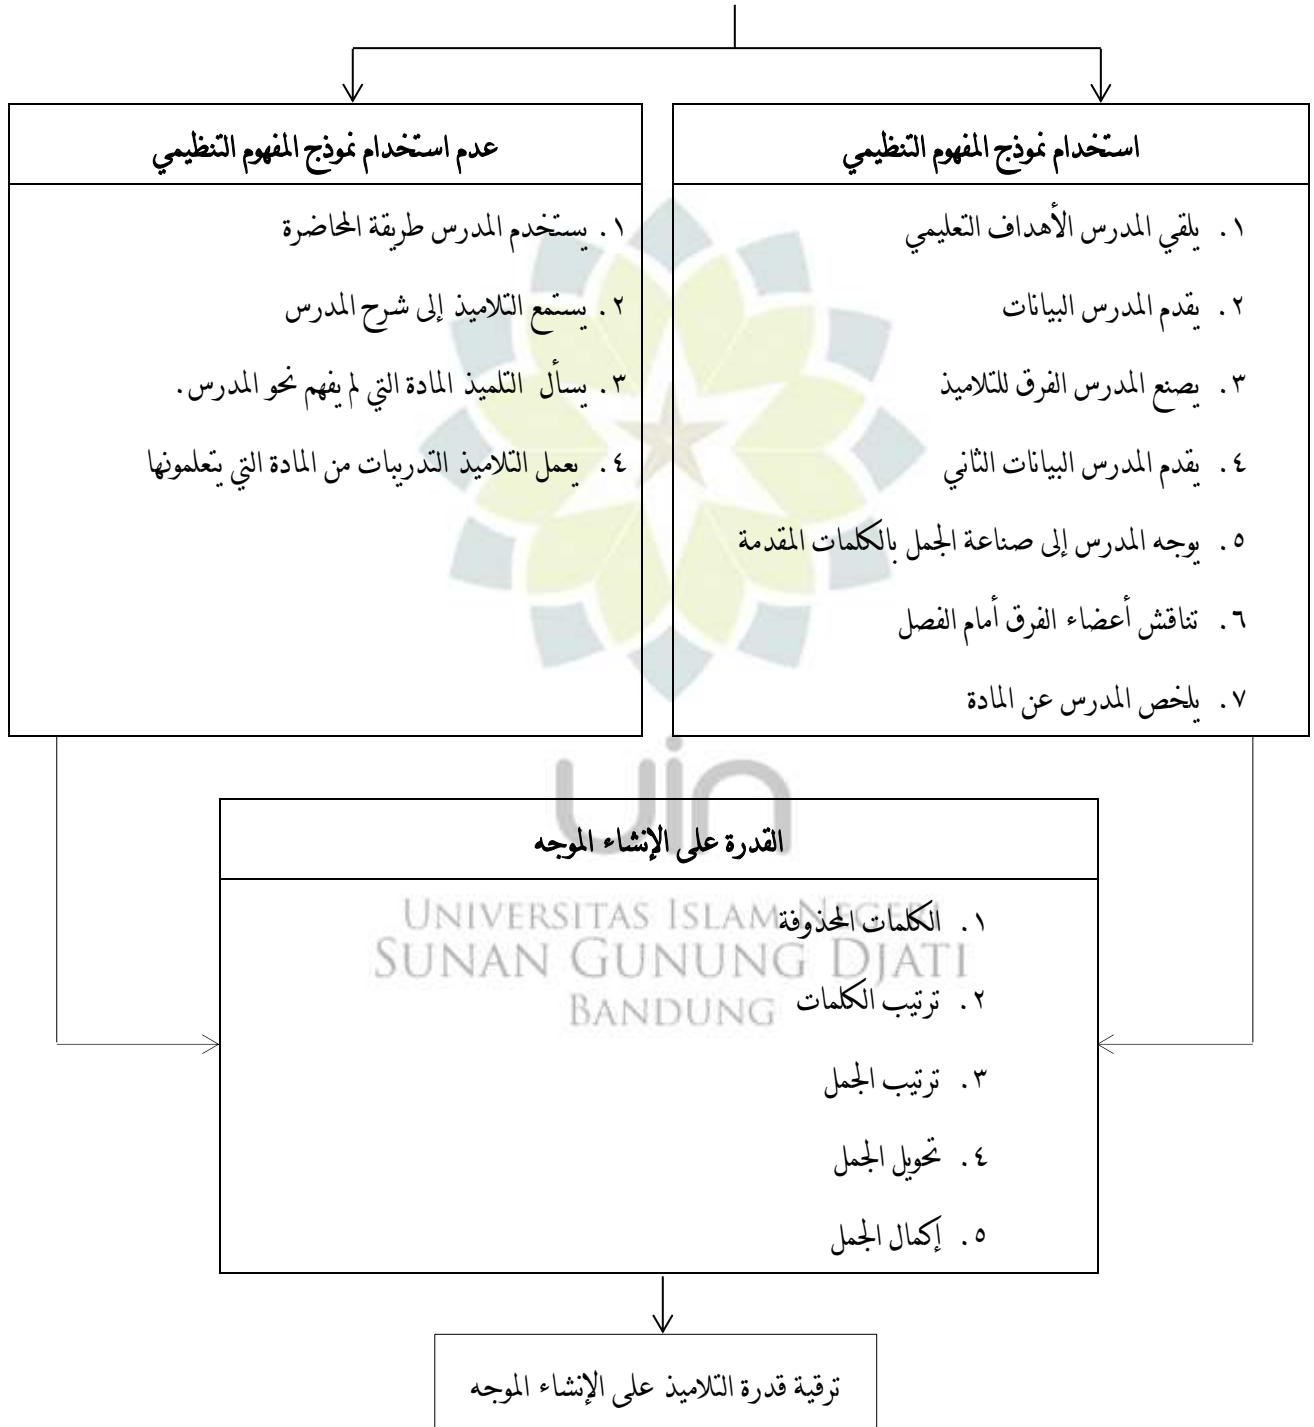 استخدام نموذج المفهوم التنظيمي
١. يلقي المدرس الأهداف التعليمي
٢. يقدم المدرس البيانات
٣. يصنع المدرس الفرق للتلاميذ
٤. يقدم المدرس البيانات الثاني
٥. يوجه المدرس إلى صناعة الجمل بالكلمات المقدمة
٦. تناقش أعضاء الفرق أمام الفصل
٧. يلخص المدرس عن المادة
عدم استخدام نموذج المفهوم التنظيمي
١. يستخدم المدرس طريقة المحاضرة
٢. يستمع التلاميذ إلى شرح المدرس
٣. يسأل التلميذ المادة التي لم يفهم نحو المدرس.
٤. يعمل التلاميذ التدريبات من المادة التي يتعلمونها
uin
القدرة على الإنشاء الموجه
UNIVERSITAS ISLAM NEGERI
SUNAN GUNUNG DJATI
BANDUNG
١. الكلمات المحذوفة
٢. ترتيب الكلمات
٣. ترتيب الجمل
٤. تحويل الجمل
٥. إكمال الجمل
ترقية قدرة التلاميذ على الإنشاء الموجه